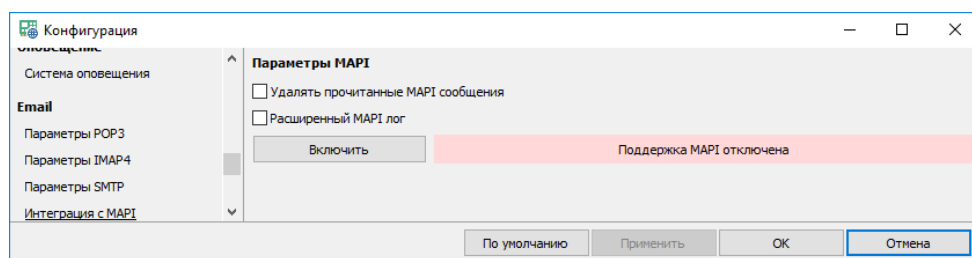 Конфигурация
Оповещение
Система оповещения
Email
Параметры POP3
Параметры IMAP4
Параметры SMTP
Интеграция с MAPI
Параметры MAPI
Удалять прочитанные MAPI сообщения
Расширенный MAPI лог
Включить
Поддержка MAPI отключена
По умолчанию
Применить
OK
Отмена